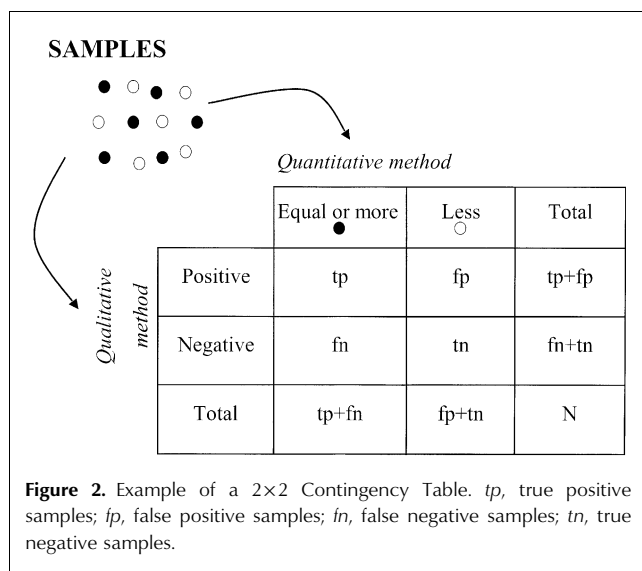 SAMPLES
Quantitative method
Equal or more Less Total
Qualitative
method
Positive tp fp tp+fp
Negative fn tn fn+tn
Total tp+fn fp+tn N
Figure 2. Example of a 2×2 Contingency Table. tp, true positive
samples; fp, false positive samples; fn, false negative samples; tn, true
negative samples.